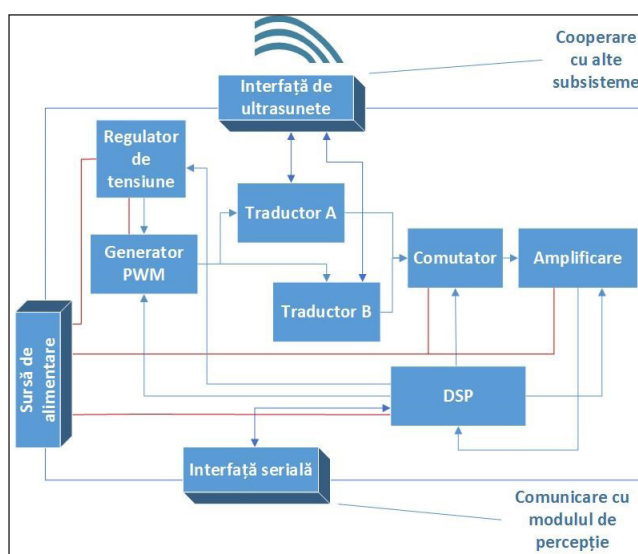 Cooperare
cu alte
subsisteme
Interfață de
ultrasunete
Regulator
de
tensiune
Traductor A
Generator
PWM
Comutator
Amplificare
Traductor B
Sursă de
alimentare
DSP
Interfață serială
Comunicare cu
modulul de
percepție